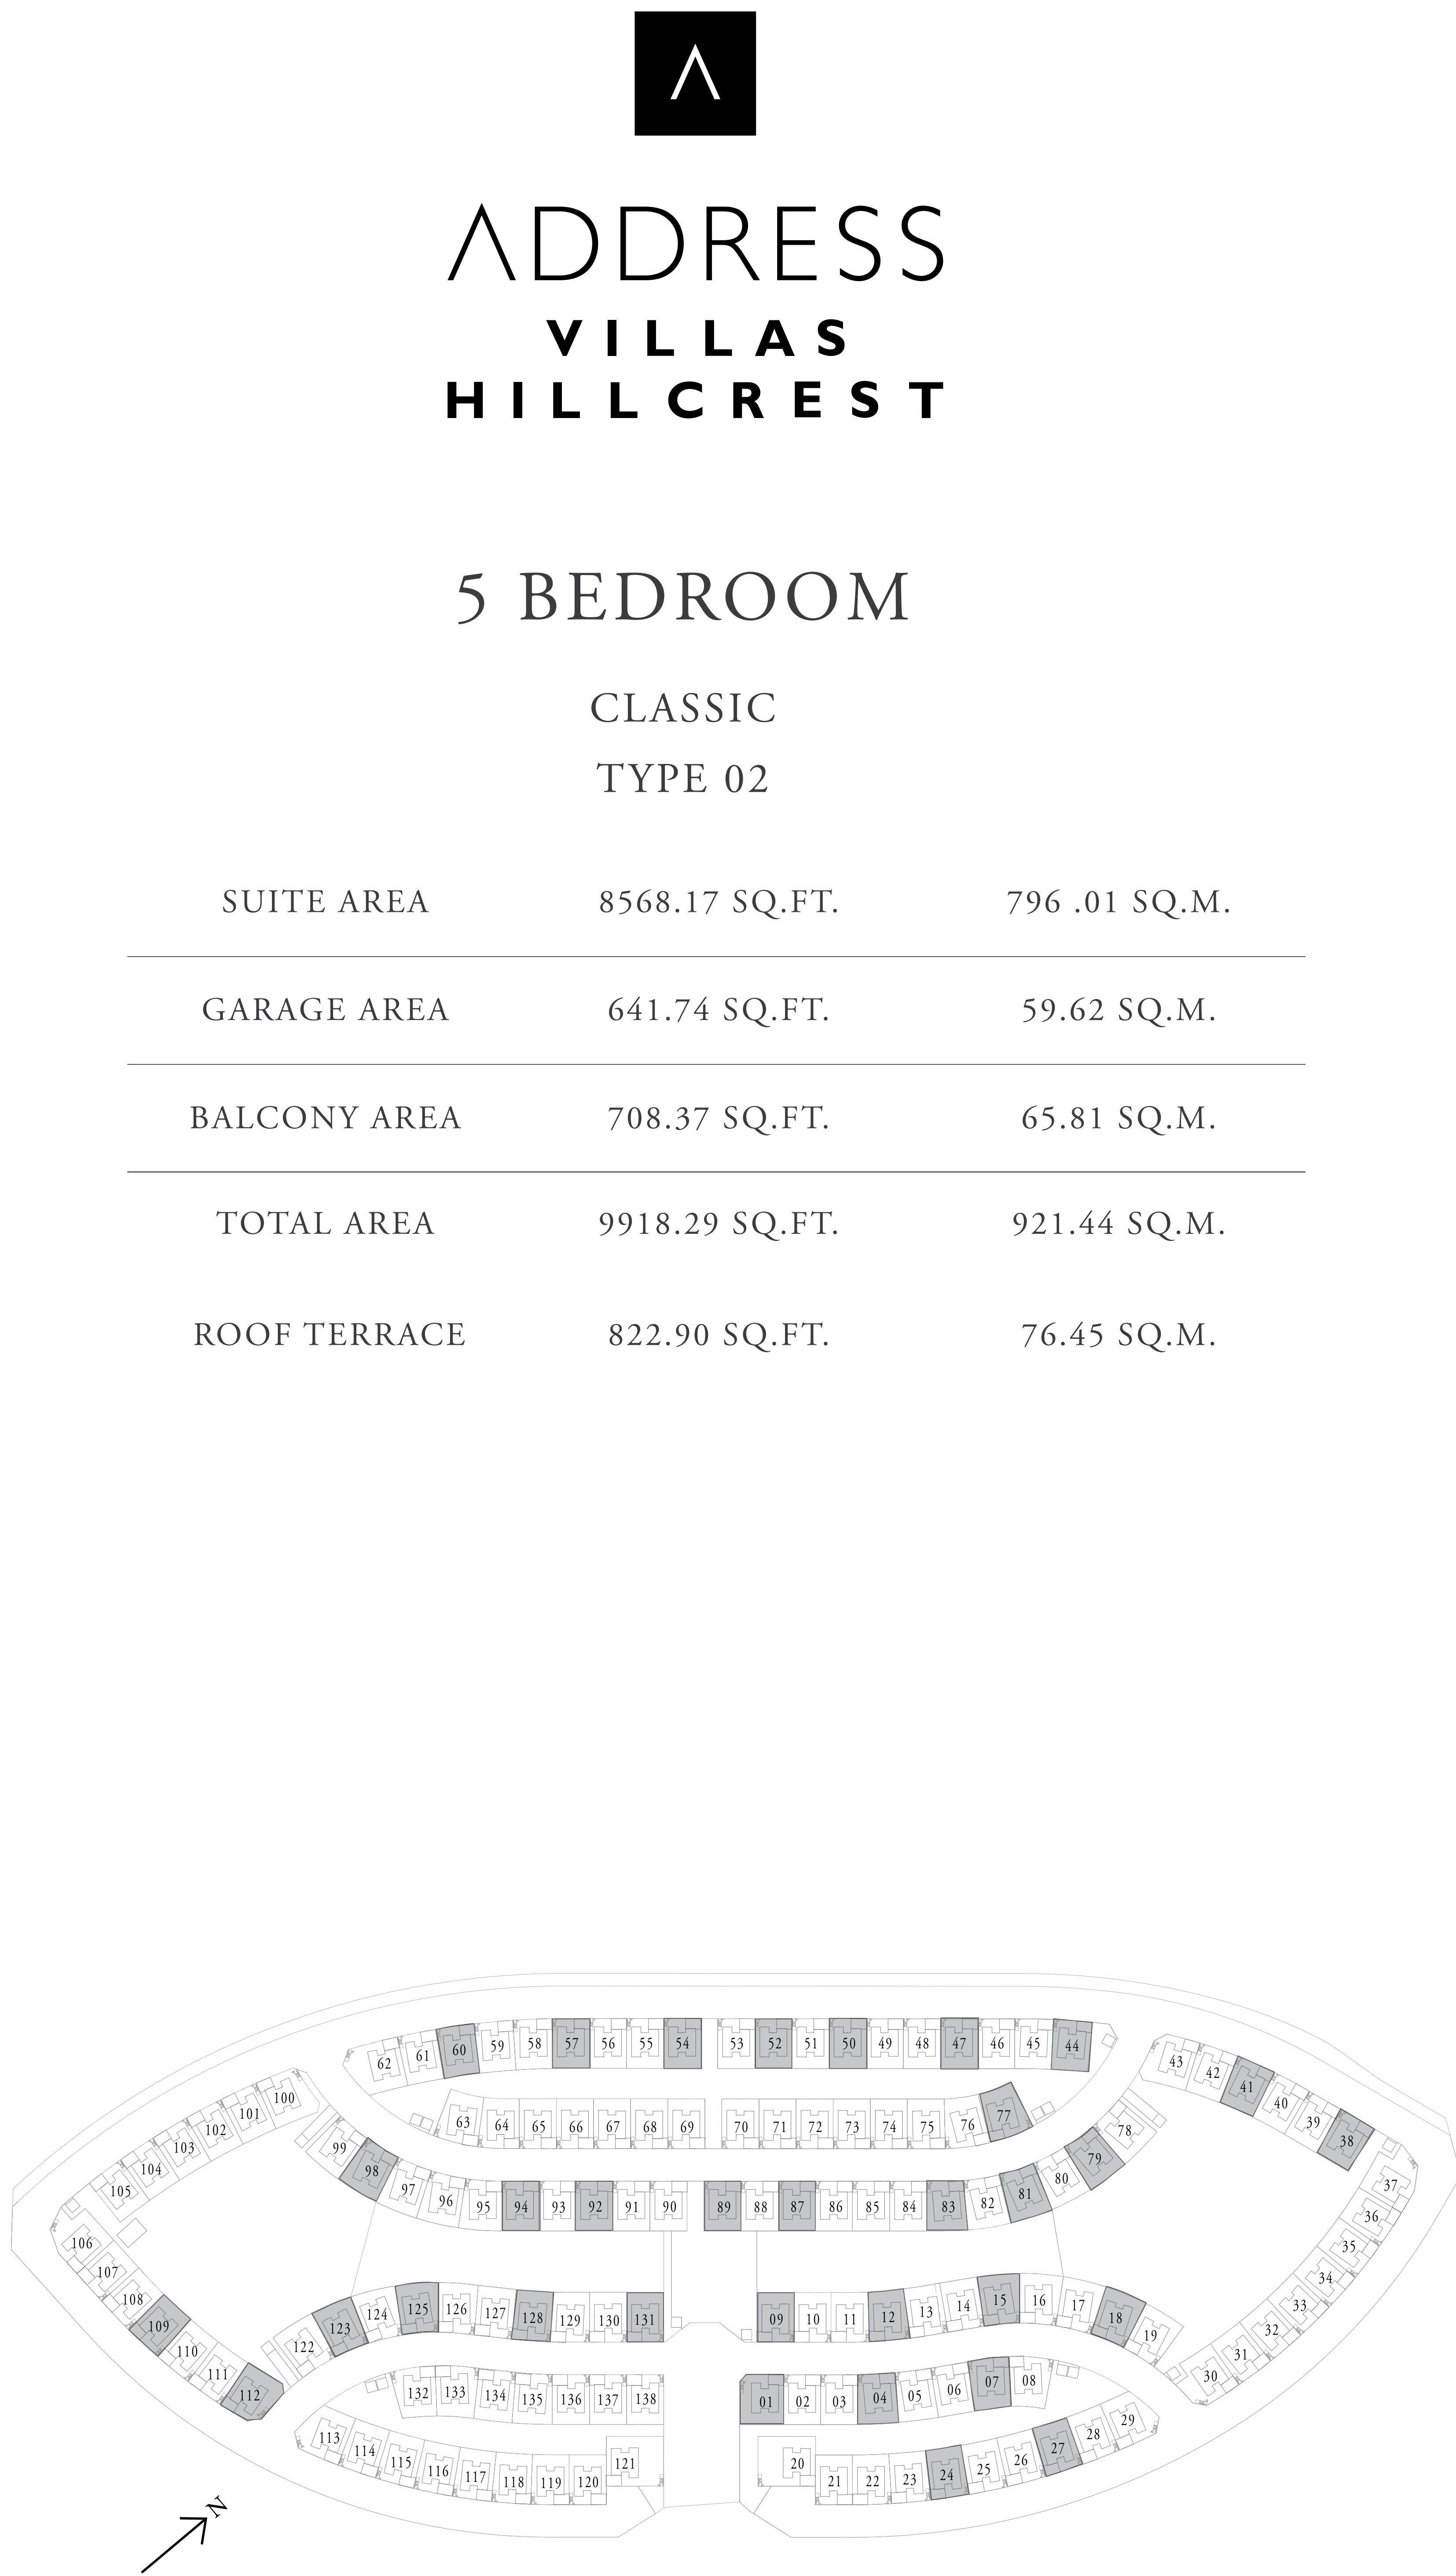 ADDRESS
VILLAS
HILLCREST
5 BEDROOM
CLASSIC
TYPE 02
SUITE AREA 8568.17 SQ.FT. 796 .01 SQ.M.
GARAGE AREA 641.74 SQ.FT. 59.62 SQ.M.
BALCONY AREA 708.37 SQ.FT. 65.81 SQ.M.
TOTAL AREA 9918.29 SQ.FT. 921.44 SQ.M.
ROOF TERRACE 822.90 SQ.FT. 76.45 SQ.M.
62 61 60 59 58 57 56 55 54 53 52 51 50 49 48 47 46 45 44
43 42 41 40 39 38
100 101 102 103 104 105
63 64 65 66 67 68 69 70 71 72 73 74 75 76 77
99 98 97 96 95 94 93 92 91 90 89 88 87 86 85 84 83 82 81 80 79 78
37 36 35 34 33 32 31 30
106 107 108 109 110 111 112
122 123 124 125 126 127 128 129 130 131 09 10 11 12 13 14 15 16 17 18 19
132 133 134 135 136 137 138 01 02 03 04 05 06 07 08
113 114 115 116 117 118 119 120 121 20 21 22 23 24 25 26 27 28 29
N